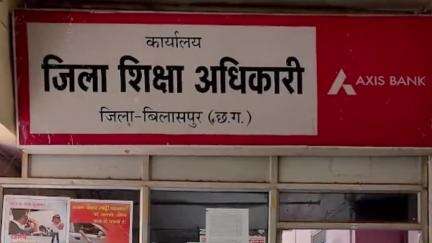 कार्यालय
जिला शिक्षा अधिकारी
जिला-बिलासपुर (छ.ग.)
AXIS BANK